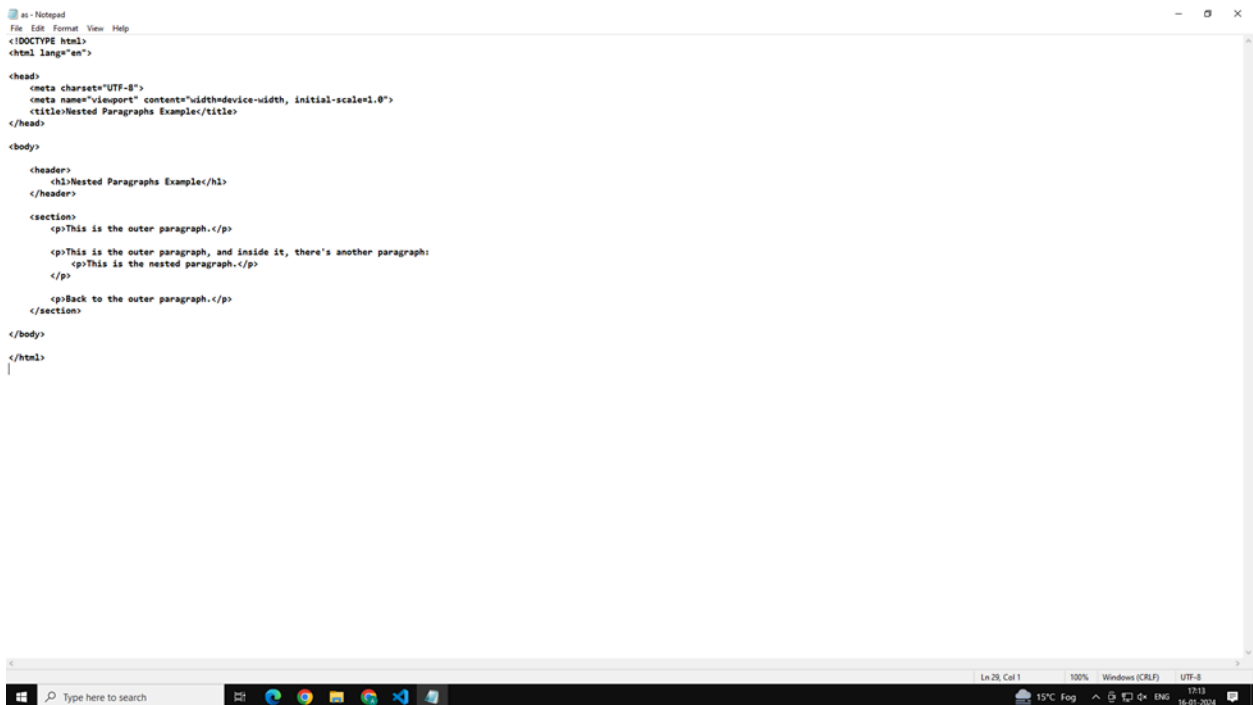 as - Notepad
File Edit Format View Help
<!DOCTYPE html>
<html lang="en">
<head>
    <meta charset="UTF-8">
    <meta name="viewport" content="width=device-width, initial-scale=1.0">
    <title>Nested Paragraphs Example</title>
</head>
<body>
    <header>
        <h1>Nested Paragraphs Example</h1>
    </header>
    <section>
        <p>This is the outer paragraph.</p>
        <p>This is the outer paragraph, and inside it, there's another paragraph:
            <p>This is the nested paragraph.</p>
        </p>
        <p>Back to the outer paragraph.</p>
    </section>
</body>
</html>
Ln 29, Col 1 100% Windows (CRLF) UTF-8
Type here to search 15°C Fog ENG 17:13
16-01-2024